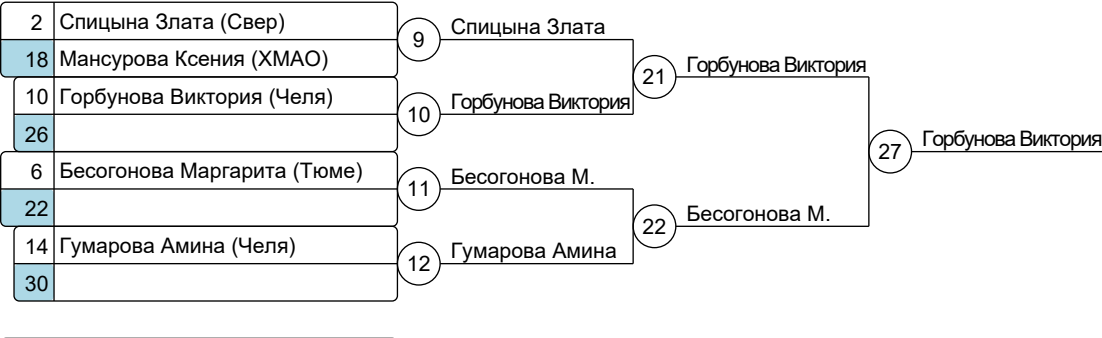 2 Спицына Злата (Свер)
18 Мансурова Ксения (ХМАО)
10 Горбунова Виктория (Челя)
26
6 Бесогонова Маргарита (Тюме)
22
14 Гумарова Амина (Челя)
30
9 Спицына Злата
10 Горбунова Виктория
11 Бесогонова М.
12 Гумарова Амина
21 Горбунова Виктория
22 Бесогонова М.
27 Горбунова Виктория